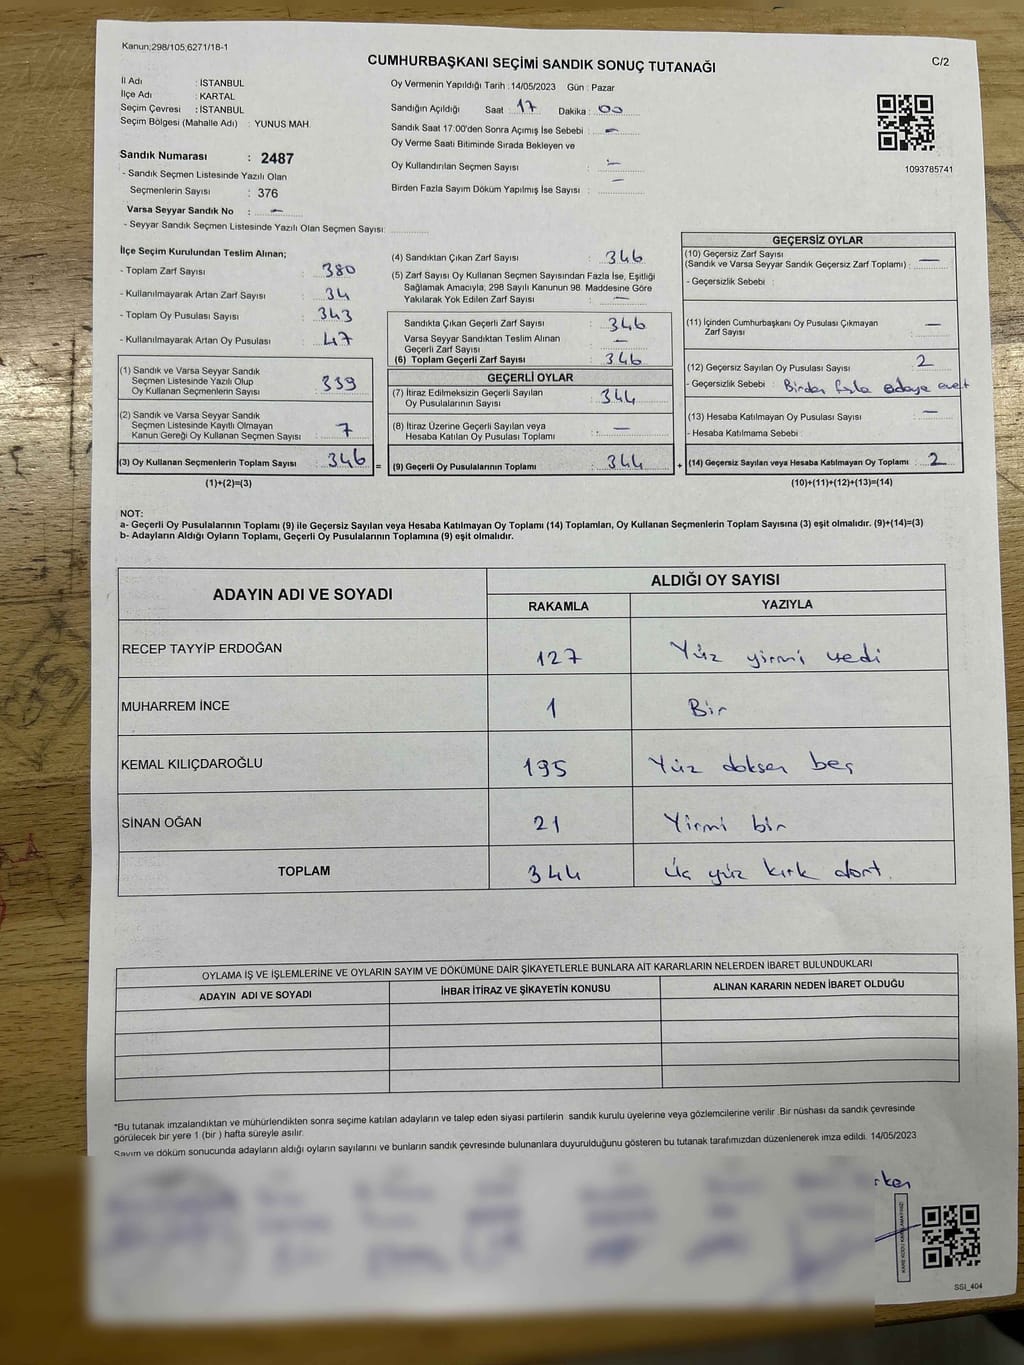 Kanun;298/105;6271/18-1
CUMHURBAŞKANI SEÇİMİ SANDIK SONUÇ TUTANAĞI
C/2
İl Adı : İSTANBUL
İlçe Adı : KARTAL
Seçim Çevresi : İSTANBUL
Seçim Bölgesi (Mahalle Adı) : YUNUS MAH.
Sandık Numarası : 2487
- Sandık Seçmen Listesinde Yazılı Olan
Seçmenlerin Sayısı : 376
Varsa Seyyar Sandık No : –
- Seyyar Sandık Seçmen Listesinde Yazılı Olan Seçmen Sayısı:
Oy Vermenin Yapıldığı Tarih :14/05/2023 Gün : Pazar
Sandığın Açıldığı Saat : 17 Dakika : 00
Sandık Saat 17:00'den Sonra Açımış İse Sebebi : –
Oy Verme Saati Bitiminde Sırada Bekleyen ve
Oy Kullandırılan Seçmen Sayısı : –
Birden Fazla Sayım Döküm Yapılmış İse Sayısı : –
1093785741
İlçe Seçim Kurulundan Teslim Alınan;
- Toplam Zarf Sayısı : 380
- Kullanılmayarak Artan Zarf Sayısı : 34
- Toplam Oy Pusulası Sayısı : 343
- Kullanılmayarak Artan Oy Pusulası : 47
(1) Sandık ve Varsa Seyyar Sandık
Seçmen Listesinde Yazılı Olup
Oy Kullanan Seçmenlerin Sayısı : 339
(2) Sandık ve Varsa Seyyar Sandık
Seçmen Listesinde Kayıtlı Olmayan
Kanun Gereği Oy Kullanan Seçmen Sayısı : 7
(3) Oy Kullanan Seçmenlerin Toplam Sayısı : 346 =
(1)+(2)=(3)
(4) Sandıktan Çıkan Zarf Sayısı : 346
(5) Zarf Sayısı Oy Kullanan Seçmen Sayısından Fazla İse, Eşitliği
Sağlamak Amacıyla, 298 Sayılı Kanunun 98. Maddesine Göre
Yakılarak Yok Edilen Zarf Sayısı : –
Sandıkta Çıkan Geçerli Zarf Sayısı : 346
Varsa Seyyar Sandıktan Teslim Alınan
Geçerli Zarf Sayısı : –
(6) Toplam Geçerli Zarf Sayısı : 346
GEÇERLİ OYLAR
(7) İtiraz Edilmeksizin Geçerli Sayılan
Oy Pusulalarının Sayısı : 344
(8) İtiraz Üzerine Geçerli Sayılan veya
Hesaba Katılan Oy Pusulası Toplamı : –
(9) Geçerli Oy Pusulalarının Toplamı : 344 +
GEÇERSİZ OYLAR
(10) Geçersiz Zarf Sayısı
(Sandık ve Varsa Seyyar Sandık Geçersiz Zarf Toplamı) : –
- Geçersizlik Sebebi :
(11) İçinden Cumhurbaşkanı Oy Pusulası Çıkmayan
Zarf Sayısı : –
(12) Geçersiz Sayılan Oy Pusulası Sayısı : 2
- Geçersizlik Sebebi : Birden fazla adaya evet
(13) Hesaba Katılmayan Oy Pusulası Sayısı : –
- Hesaba Katılmama Sebebi :
(14) Geçersiz Sayılan veya Hesaba Katılmayan Oy Toplamı : 2
(10)+(11)+(12)+(13)=(14)
NOT:
a- Geçerli Oy Pusulalarının Toplamı (9) ile Geçersiz Sayılan veya Hesaba Katılmayan Oy Toplamı (14) Toplamları, Oy Kullanan Seçmenlerin Toplam Sayısına (3) eşit olmalıdır. (9)+(14)=(3)
b- Adayların Aldığı Oyların Toplamı, Geçerli Oy Pusulalarının Toplamına (9) eşit olmalıdır.
ADAYIN ADI VE SOYADI
ALDIĞI OY SAYISI
RAKAMLA YAZIYLA
RECEP TAYYİP ERDOĞAN 127 Yüz yirmi yedi
MUHARREM İNCE 1 Bir
KEMAL KILIÇDAROĞLU 195 Yüz doksan beş
SİNAN OĞAN 21 Yirmi bir
TOPLAM 344 Üç yüz kırk dört.
OYLAMA İŞ VE İŞLEMLERİNE VE OYLARIN SAYIM VE DÖKÜMÜNE DAİR ŞİKAYETLERLE BUNLARA AİT KARARLARIN NELERDEN İBARET BULUNDUKLARI
ADAYIN ADI VE SOYADI İHBAR İTİRAZ VE ŞİKAYETİN KONUSU ALINAN KARARIN NEDEN İBARET OLDUĞU
*Bu tutanak imzalandıktan ve mühürlendikten sonra seçime katılan adayların ve talep eden siyasi partilerin sandık kurulu üyelerine veya gözlemcilerine verilir .Bir nüshası da sandık çevresinde
görülecek bir yere 1 (bir ) hafta süreyle asılır.
Sayım ve döküm sonucunda adayların aldığı oyların sayılarını ve bunların sandık çevresinde bulunanlara duyurulduğunu gösteren bu tutanak tarafımızdan düzenlenerek imza edildi. 14/05/2023
SSI_404